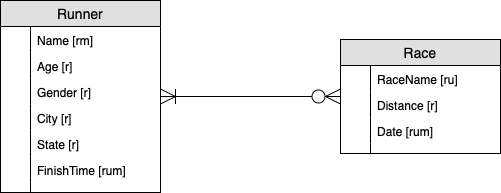 Runner
Name [rm]
Age [r]
Gender [r]
City [r]
State [r]
FinishTime [rum]
Race
RaceName [ru]
Distance [r]
Date [rum]